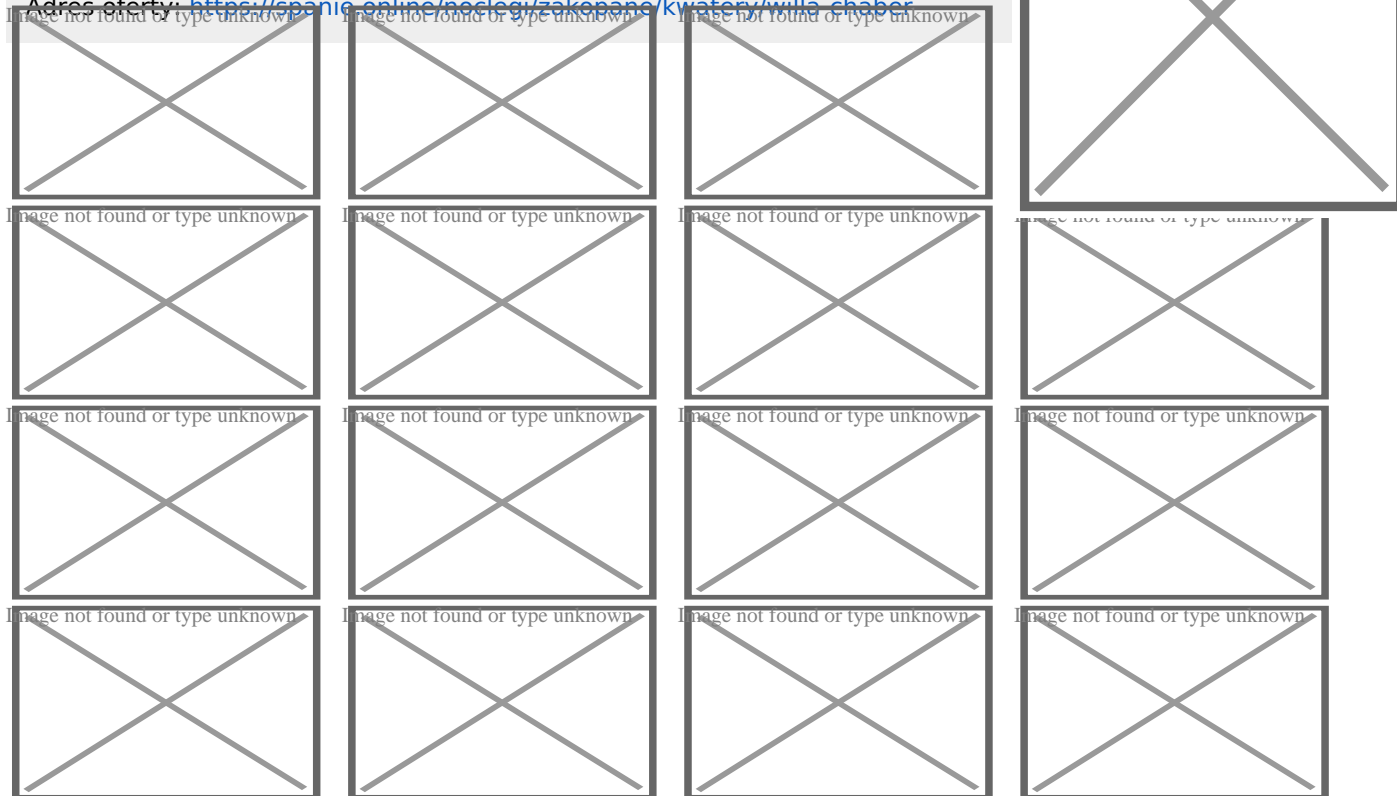 Adres oferty: https://spanie.online/noclegi/zakopane/kwatery/willa-chaber
Image not found or type unknown Image not found or type unknown Image not found or type unknown
Image not found or type unknown Image not found or type unknown Image not found or type unknown Image not found or type unknown
Image not found or type unknown Image not found or type unknown Image not found or type unknown Image not found or type unknown
Image not found or type unknown Image not found or type unknown Image not found or type unknown Image not found or type unknown